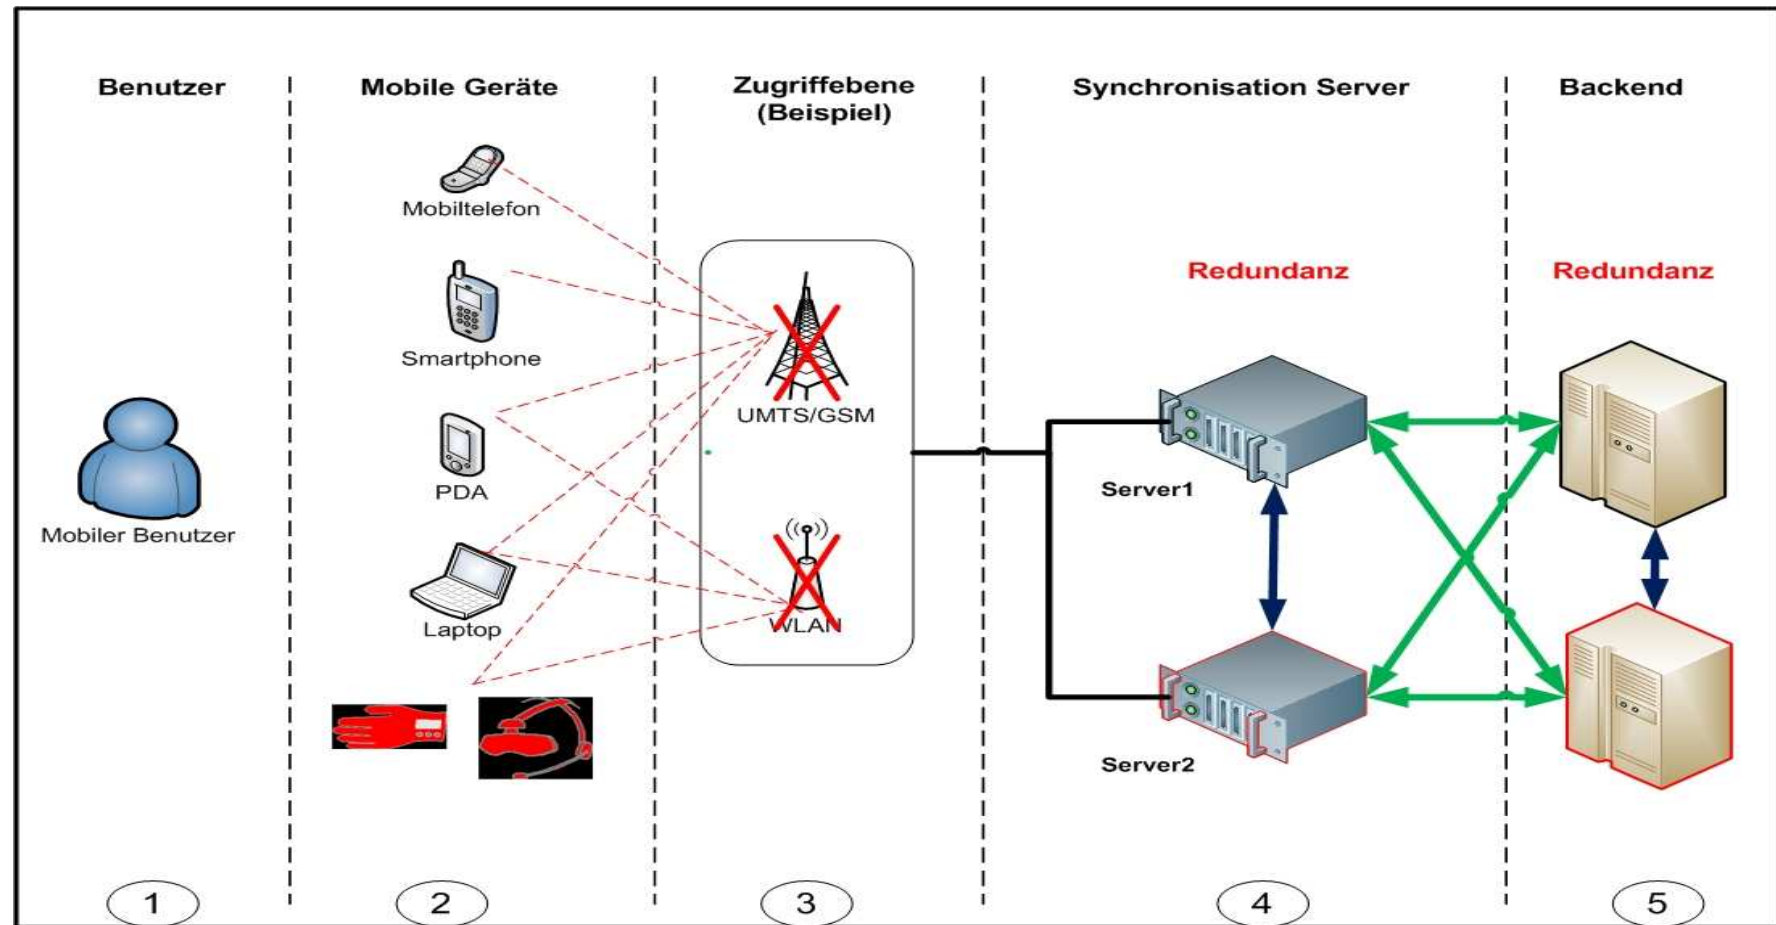 Benutzer
Mobile Geräte
Zugriffebene
(Beispiel)
Synchronisation Server
Backend
Mobiltelefon
Smartphone
PDA
Laptop
Mobiler Benutzer
UMTS/GSM
WLAN
Redundanz
Server1
Server2
Redundanz
1
2
3
4
5